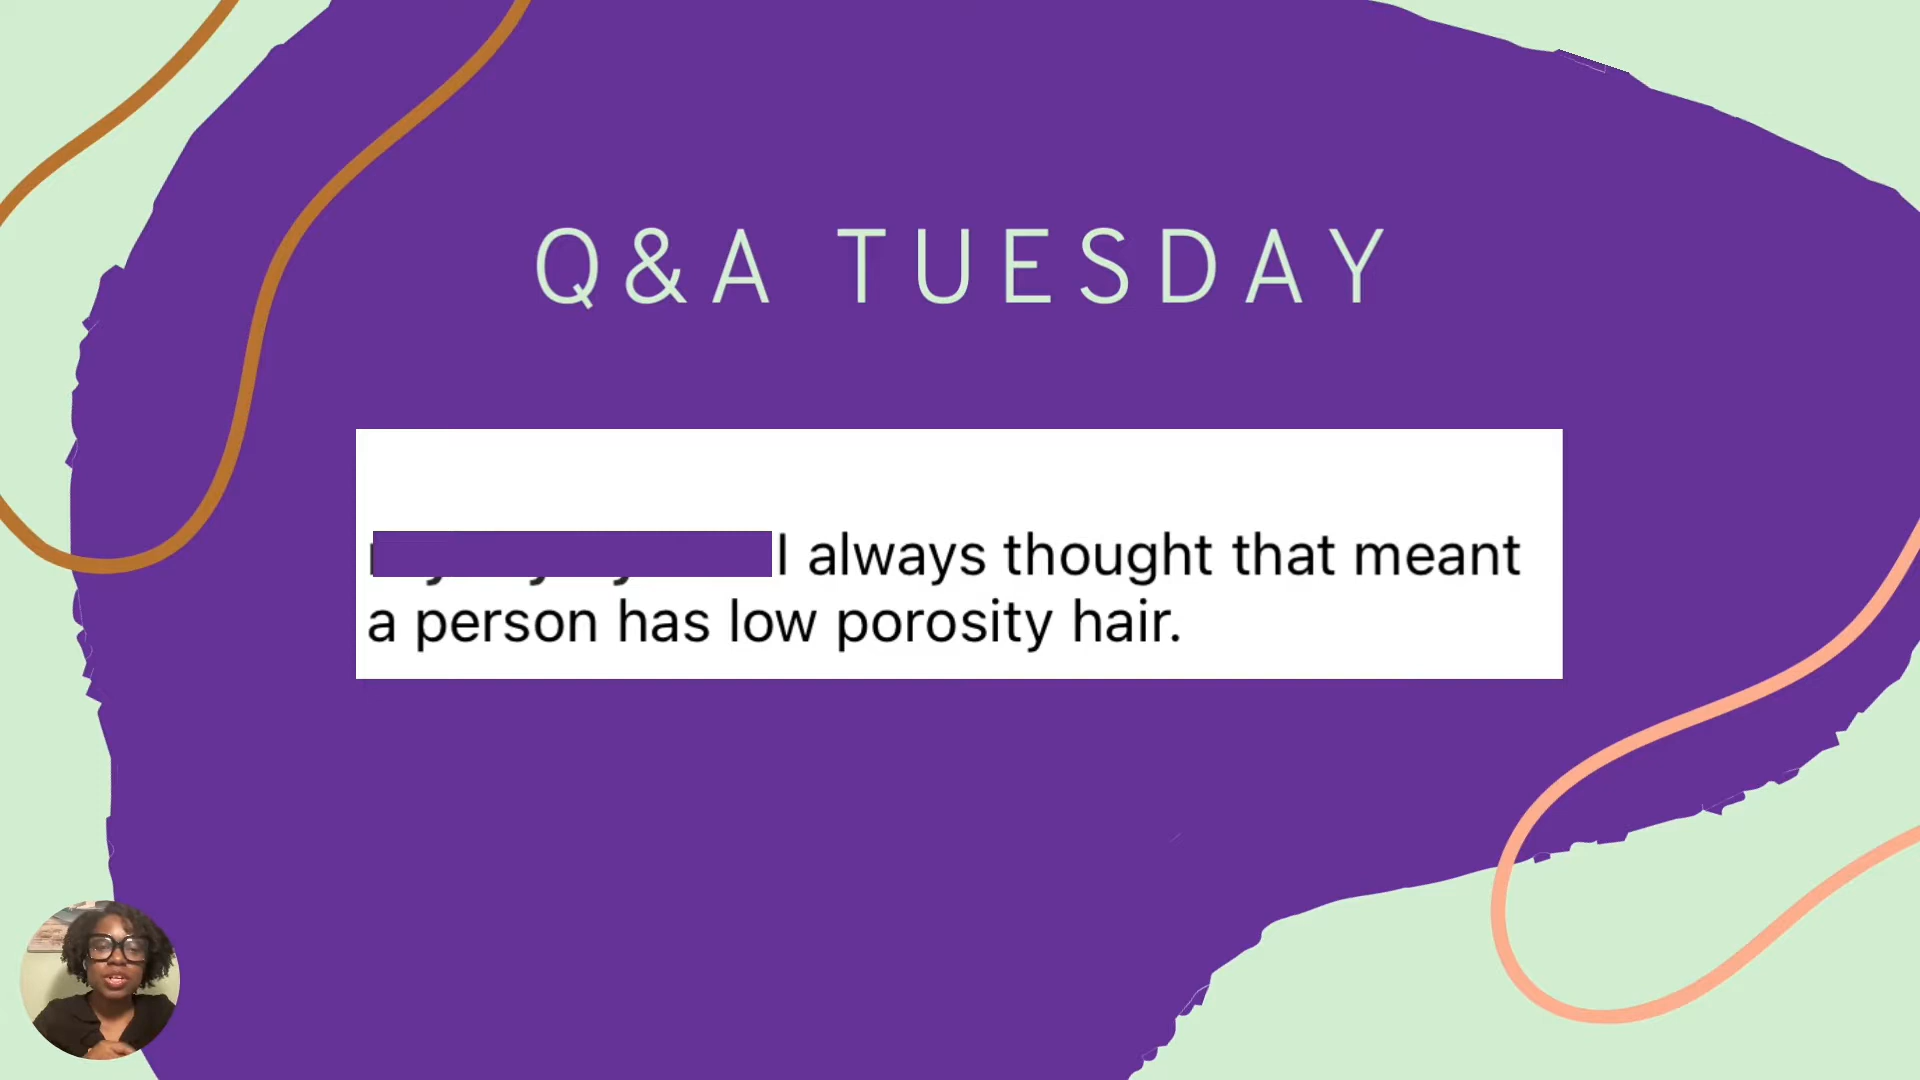 Q&A TUESDAY
I always thought that meant
a person has low porosity hair.